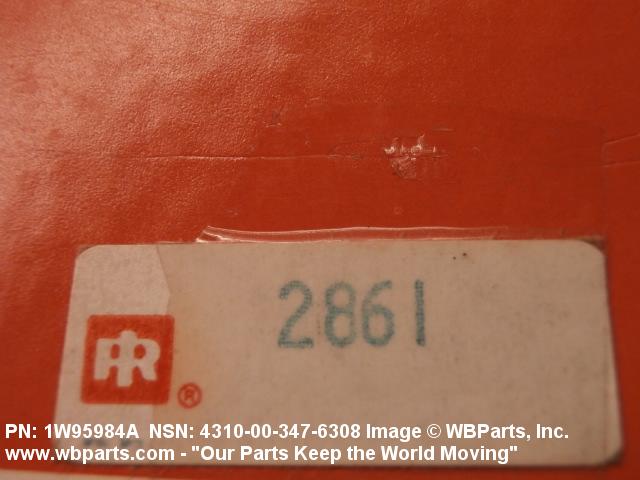 2861
IR
®
PN: 1W95984A NSN: 4310-00-347-6308 Image © WBParts, Inc.
www.wbparts.com - "Our Parts Keep the World Moving"